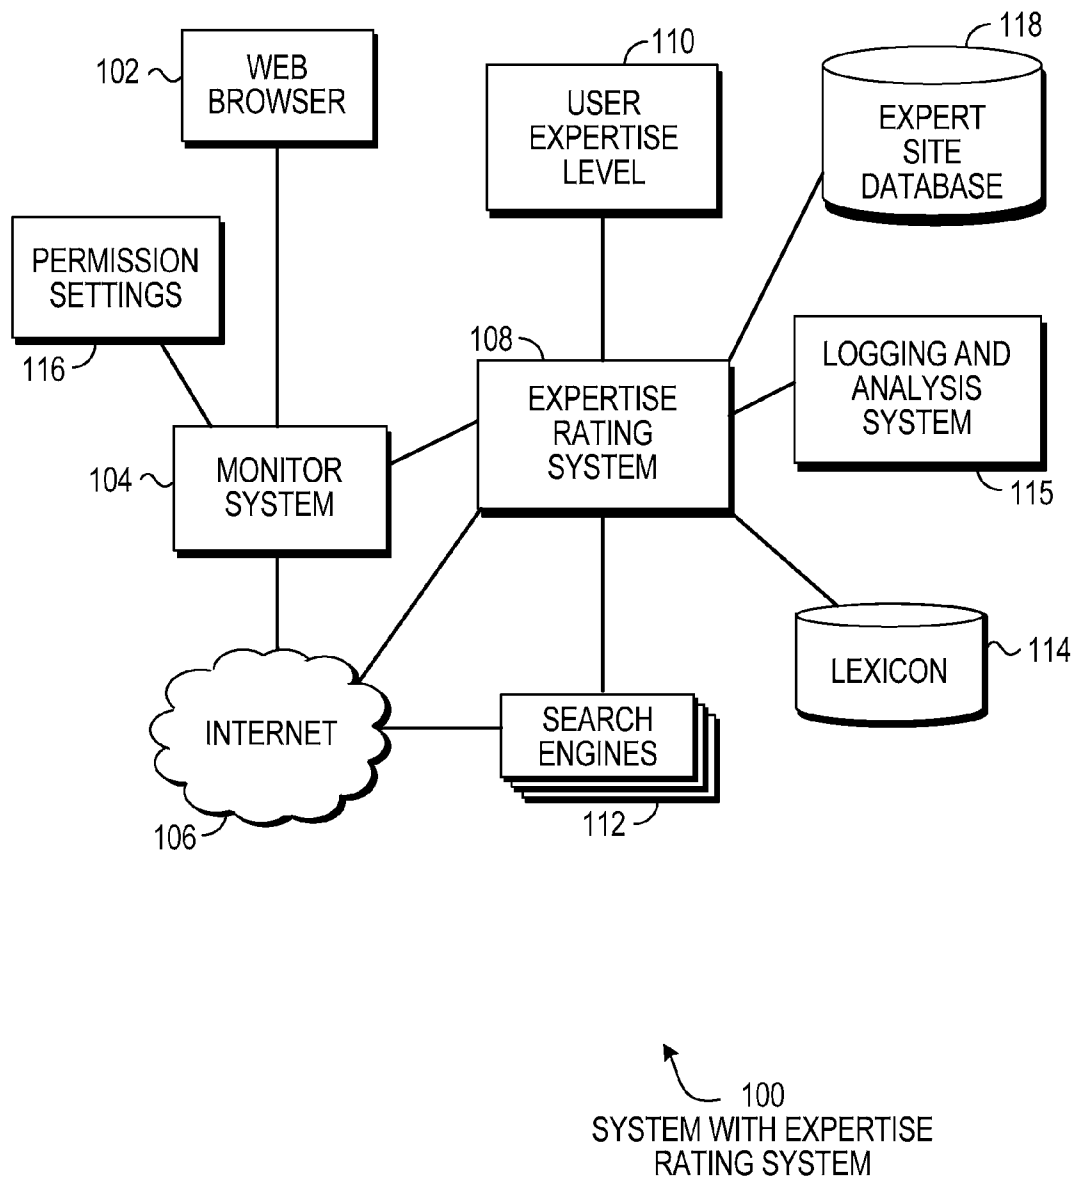 118
110
102
WEB
BROWSER
USER
EXPERTISE
LEVEL
EXPERT
SITE
DATABASE
PERMISSION
SETTINGS
116
108
EXPERTISE
RATING
SYSTEM
LOGGING AND
ANALYSIS
SYSTEM
115
104
MONITOR
SYSTEM
LEXICON
114
INTERNET
106
SEARCH
ENGINES
112
100
SYSTEM WITH EXPERTISE
RATING SYSTEM